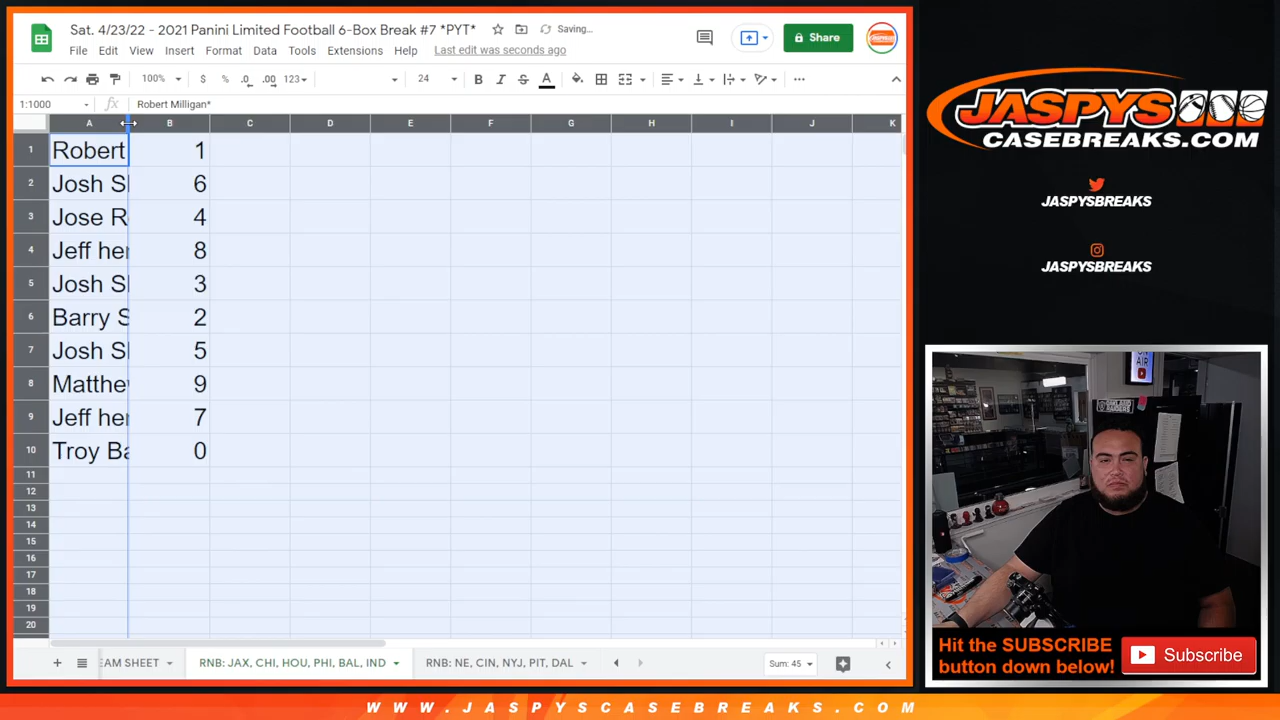 Sat. 4/23/22 - 2021 Panini Limited Football 6-Box Break #7 *PYT*
Saving...
File Edit View Insert Format Data Tools Extensions Help Last edit was seconds ago
Share
100% $ % .0 .00 123 24 B I S A
1:1000 fx Robert Milligan*
A B C D E F G H I J K
1 Robert 1
2 Josh Sl 6
3 Jose R 4
4 Jeff her 8
5 Josh Sl 3
6 Barry S 2
7 Josh Sl 5
8 Matthe 9
9 Jeff her 7
10 Troy Ba 0
11
12
13
14
15
16
17
18
19
20
EAM SHEET RNB: JAX, CHI, HOU, PHI, BAL, IND RNB: NE, CIN, NYJ, PIT, DAL Sum: 45
JASPYS
CASEBREAKS.COM
JASPYSBREAKS
JASPYSBREAKS
ON AIR
Hit the SUBSCRIBE
button down below!
Subscribe
WWW.JASPYSCASEBREAKS.COM